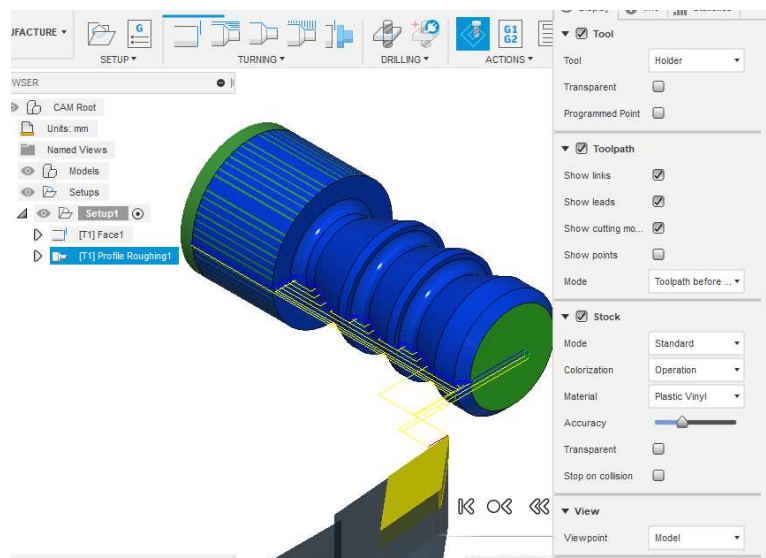 UFACTURE ▾
SETUP ▾
TURNING ▾
DRILLING ▾
G1
G2
ACTIONS ▾
G
WSER
CAM Root
Units: mm
Named Views
Models
Setups
Setup1
[T1] Face1
[T1] Profile Roughing1
Tool
Tool
Holder
Transparent
Programmed Point
Toolpath
Show links
Show leads
Show cutting mo...
Show points
Mode
Toolpath before ...
Stock
Mode
Standard
Colorization
Operation
Material
Plastic Vinyl
Accuracy
Transparent
Stop on collision
View
Viewpoint
Model